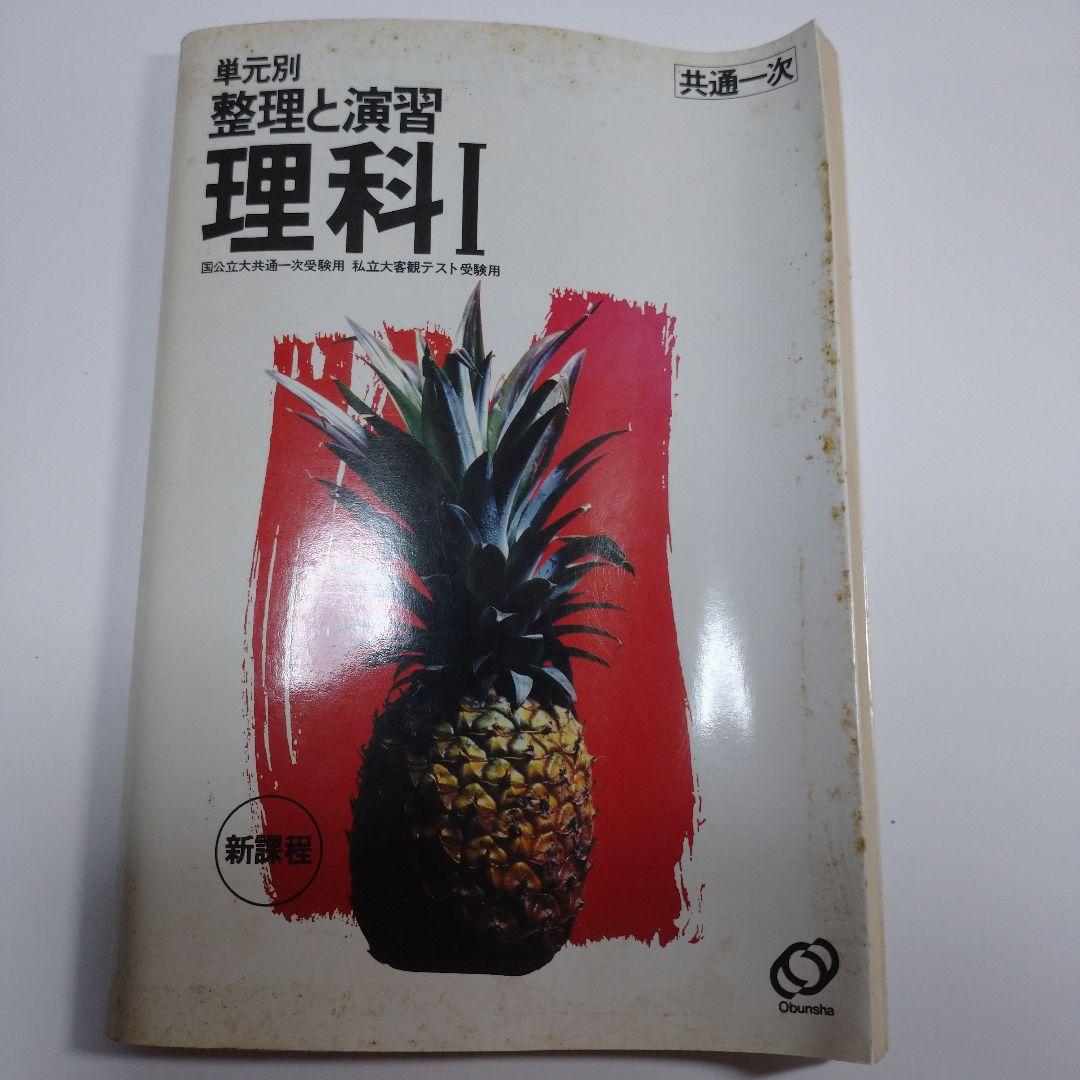 単元別
整理と演習
理科I
国公立大共通一次受験用 私立大客観テスト受験用
共通一次
新課程
Obunsha